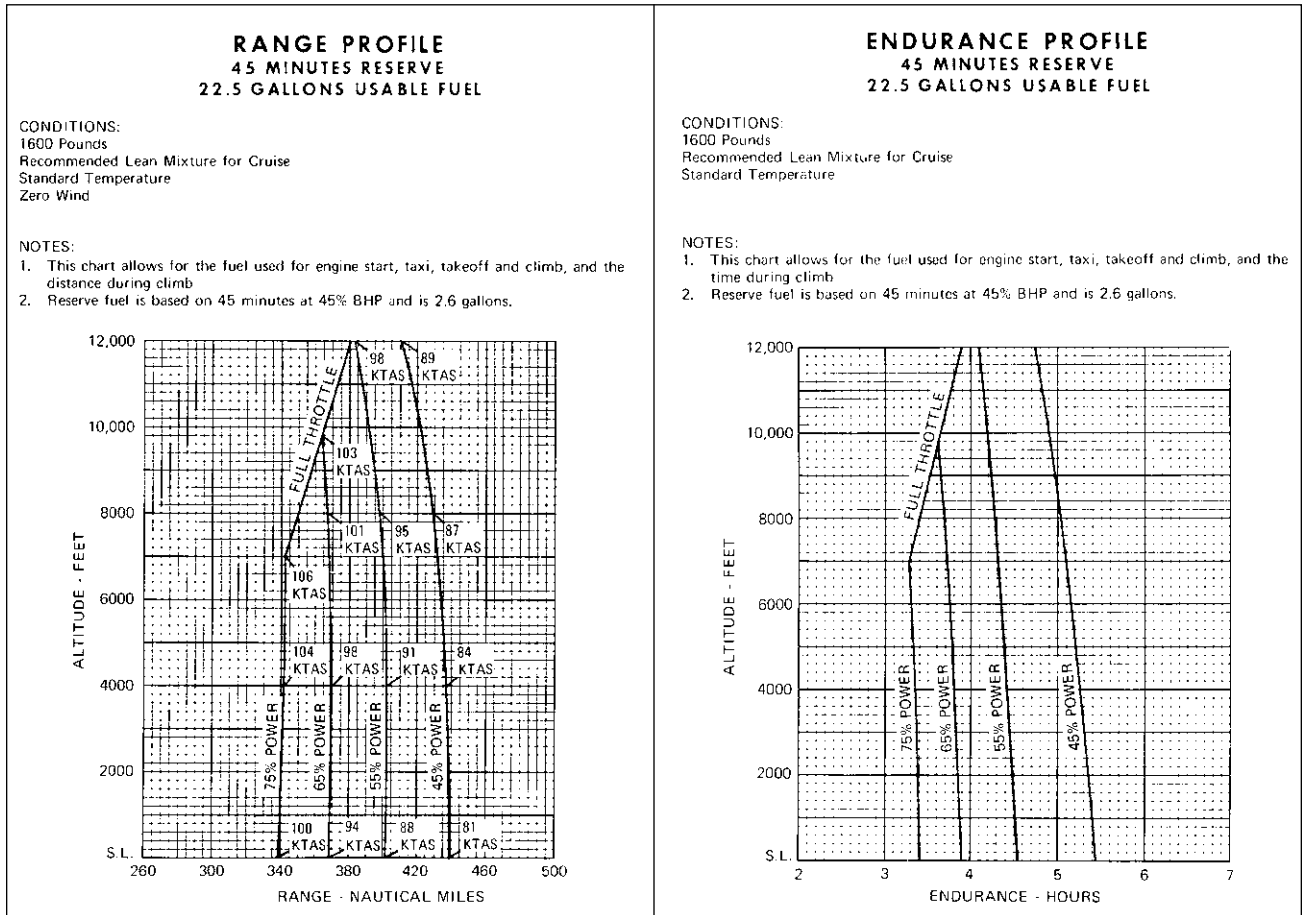 RANGE PROFILE
45 MINUTES RESERVE
22.5 GALLONS USABLE FUEL
CONDITIONS:
1600 Pounds
Recommended Lean Mixture for Cruise
Standard Temperature
Zero Wind
NOTES:
1. This chart allows for the fuel used for engine start, taxi, takeoff and climb, and the
distance during climb
2. Reserve fuel is based on 45 minutes at 45% BHP and is 2.6 gallons.
12,000
10,000
8000
6000
4000
2000
S.L.
ALTITUDE - FEET
FULL THROTTLE
98
KTAS
89
KTAS
103
KTAS
101
KTAS
95
KTAS
87
KTAS
106
KTAS
104
KTAS
98
KTAS
91
KTAS
84
KTAS
75% POWER
65% POWER
55% POWER
45% POWER
100
KTAS
94
KTAS
88
KTAS
81
KTAS
260 300 340 380 420 460 500
RANGE - NAUTICAL MILES
ENDURANCE PROFILE
45 MINUTES RESERVE
22.5 GALLONS USABLE FUEL
CONDITIONS:
1600 Pounds
Recommended Lean Mixture for Cruise
Standard Temperature
NOTES:
1. This chart allows for the fuel used for engine start, taxi, takeoff and climb, and the
time during climb
2. Reserve fuel is based on 45 minutes at 45% BHP and is 2.6 gallons.
12,000
10,000
8000
6000
4000
2000
S.L.
ALTITUDE - FEET
FULL THROTTLE
75% POWER
65% POWER
55% POWER
45% POWER
2 3 4 5 6 7
ENDURANCE - HOURS